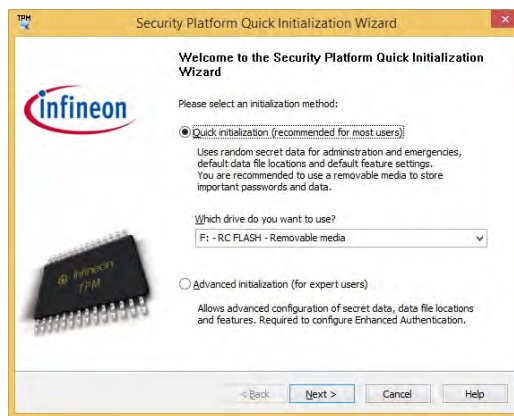 TPM
Security Platform Quick Initialization Wizard
Welcome to the Security Platform Quick Initialization
Wizard
infineon
Please select an initialization method:
Quick initialization (recommended for most users)
Uses random secret data for administration and emergencies,
default data file locations and default feature settings.
You are recommended to use a removable media to store
important passwords and data.
Which drive do you want to use?
F: - RC FLASH - Removable media
Infineon
TPM
Advanced initialization (for expert users)
Allows advanced configuration of secret data, data file locations
and features. Required to configure Enhanced Authentication.
< Back
Next >
Cancel
Help